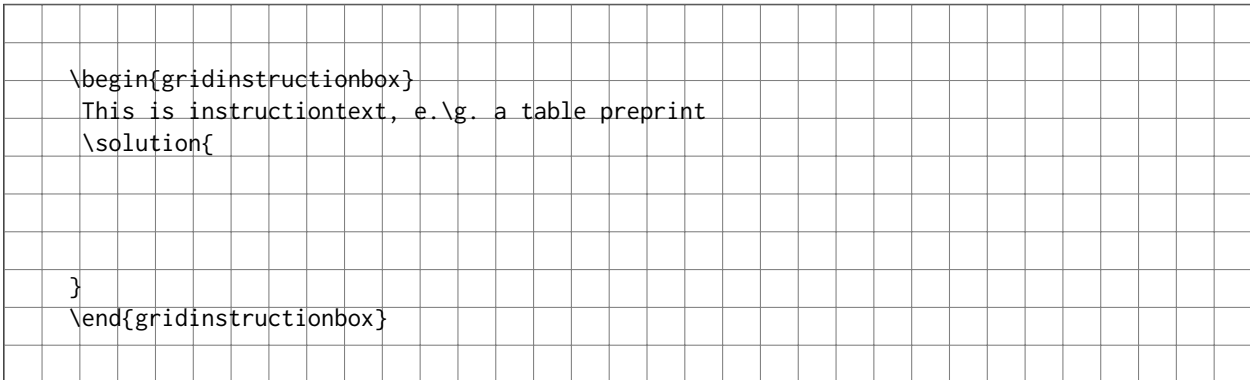 \begin{gridinstructionbox}
This is instructiontext, e.\g. a table preprint
\solution{
}
\end{gridinstructionbox}